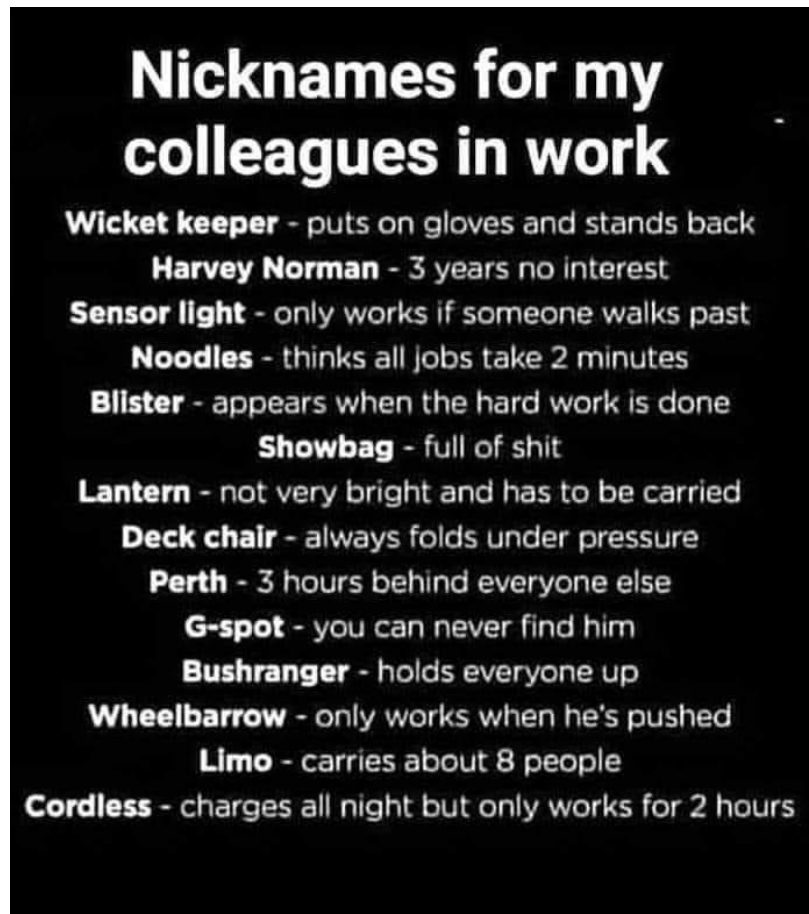 Nicknames for my
colleagues in work
Wicket keeper - puts on gloves and stands back
Harvey Norman - 3 years no interest
Sensor light - only works if someone walks past
Noodles - thinks all jobs take 2 minutes
Blister - appears when the hard work is done
Showbag - full of shit
Lantern - not very bright and has to be carried
Deck chair - always folds under pressure
Perth - 3 hours behind everyone else
G-spot - you can never find him
Bushranger - holds everyone up
Wheelbarrow - only works when he's pushed
Limo - carries about 8 people
Cordless - charges all night but only works for 2 hours